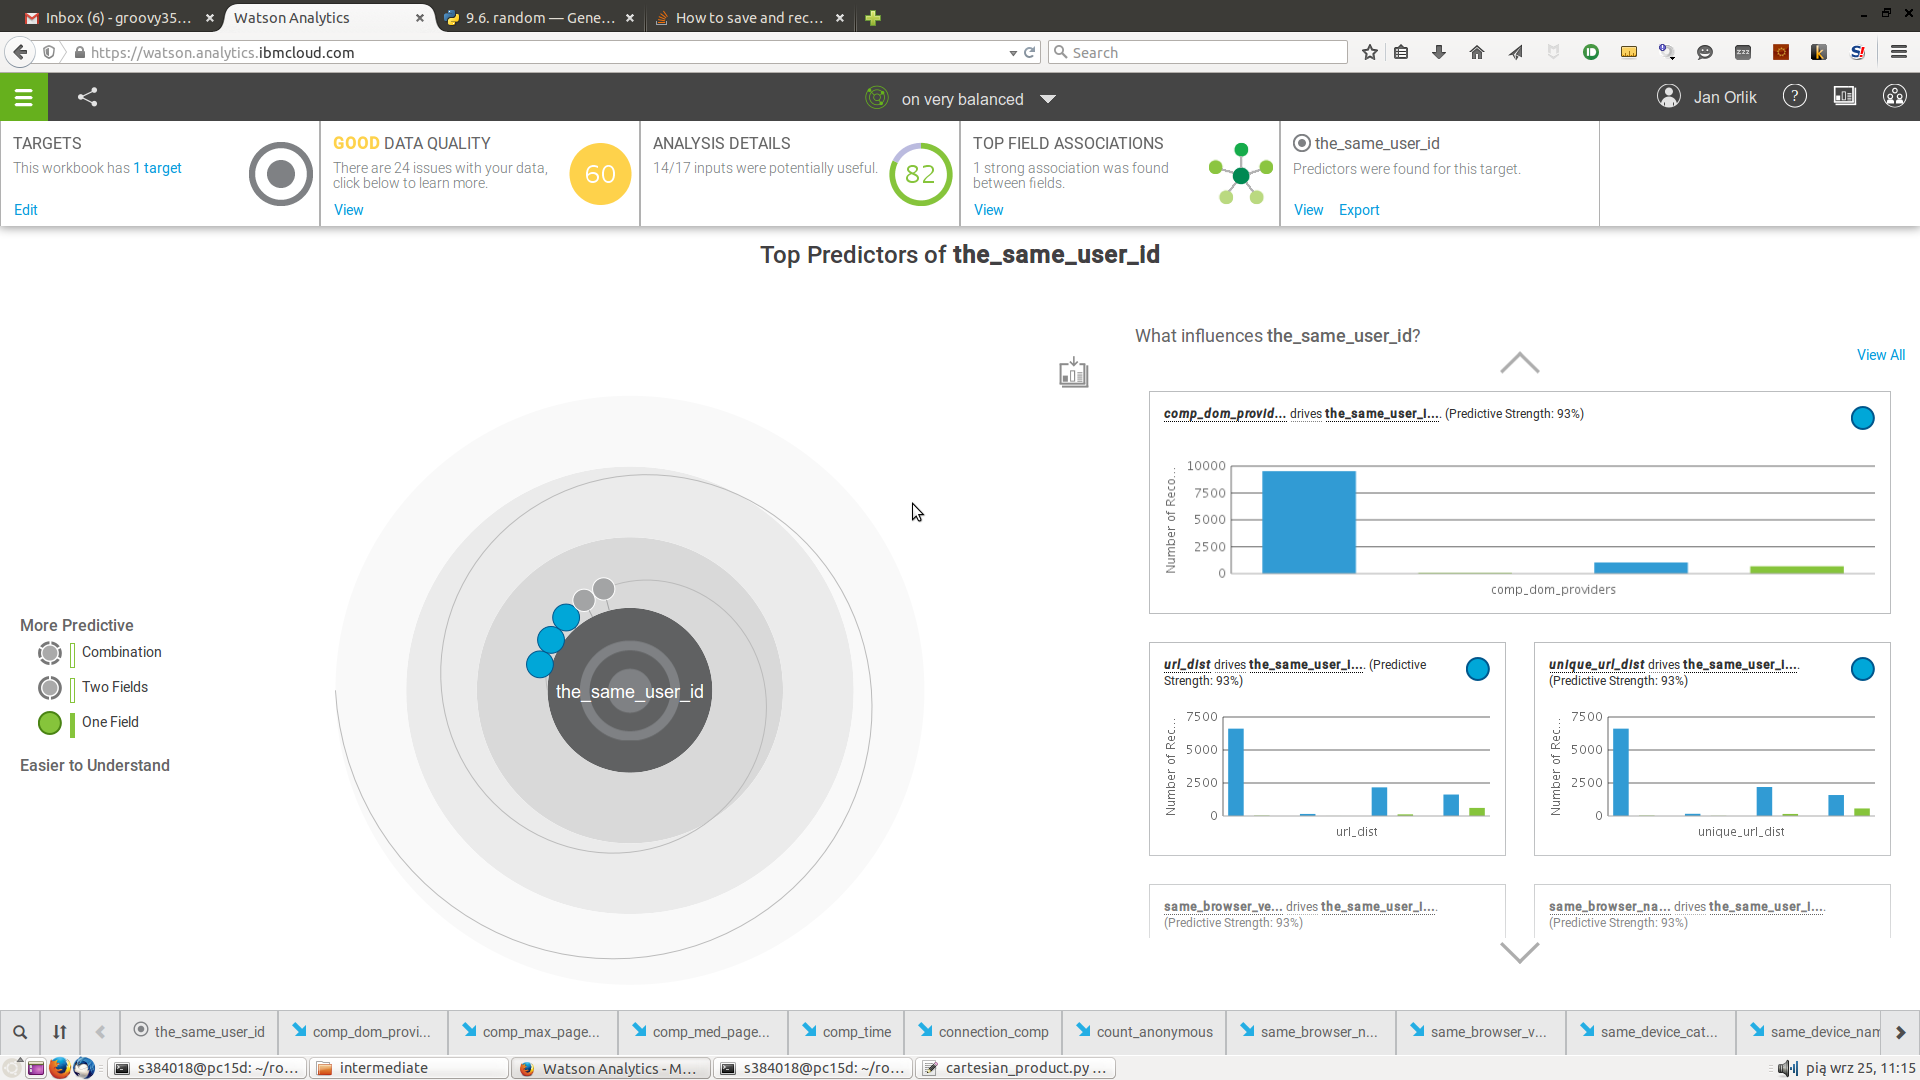 Inbox (6) - groovy35...
Watson Analytics
9.6. random — Gene...
How to save and rec...
https://watson.analytics.ibmcloud.com
Search
on very balanced
Jan Orlik
?
TARGETS
This workbook has 1 target
Edit
GOOD DATA QUALITY
There are 24 issues with your data,
click below to learn more.
60
View
ANALYSIS DETAILS
14/17 inputs were potentially useful.
82
TOP FIELD ASSOCIATIONS
1 strong association was found
between fields.
View
the_same_user_id
Predictors were found for this target.
View Export
Top Predictors of the_same_user_id
the_same_user_id
More Predictive
Combination
Two Fields
One Field
Easier to Understand
What influences the_same_user_id?
View All
comp_dom_provid... drives the_same_user_i.... (Predictive Strength: 93%)
Number of Reco...
10000
7500
5000
2500
0
comp_dom_providers
url_dist drives the_same_user_i.... (Predictive
Strength: 93%)
Number of Rec...
7500
5000
2500
0
url_dist
unique_url_dist drives the_same_user_i....
(Predictive Strength: 93%)
Number of Rec...
7500
5000
2500
0
unique_url_dist
same_browser_ve... drives the_same_user_i....
(Predictive Strength: 93%)
same_browser_na... drives the_same_user_i....
(Predictive Strength: 93%)
the_same_user_id
comp_dom_provi...
comp_max_page...
comp_med_page...
comp_time
connection_comp
count_anonymous
same_browser_n...
same_browser_v...
same_device_cat...
same_device_nam
s384018@pc15d: ~/ro...
intermediate
Watson Analytics - M...
s384018@pc15d: ~/ro...
cartesian_product.py ...
pią wrz 25, 11:15